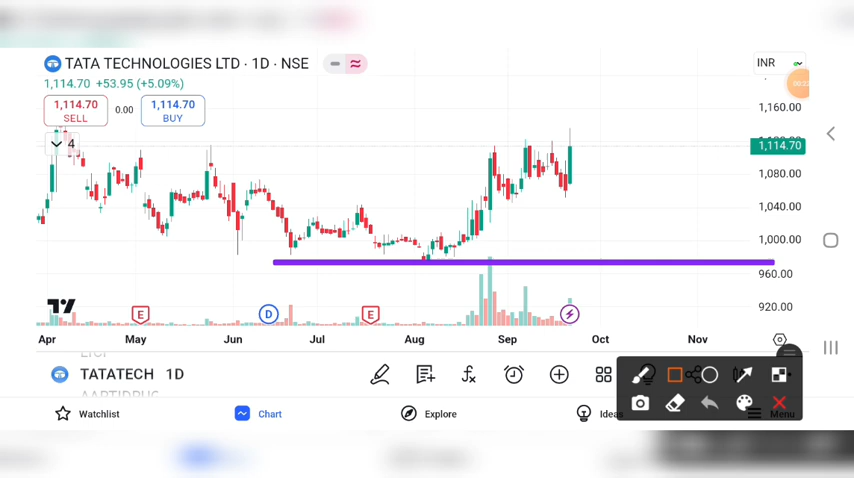 TATA TECHNOLOGIES LTD · 1D · NSE
INR
00:2
1,114.70 +53.95 (+5.09%)
1,114.70 0.00 1,114.70
SELL BUY
4
1,160.00
1,114.70
1,080.00
1,040.00
1,000.00
960.00
920.00
E D E
Apr May Jun Jul Aug Sep Oct Nov
TATATECH 1D
Watchlist Chart Explore Ideas Menu